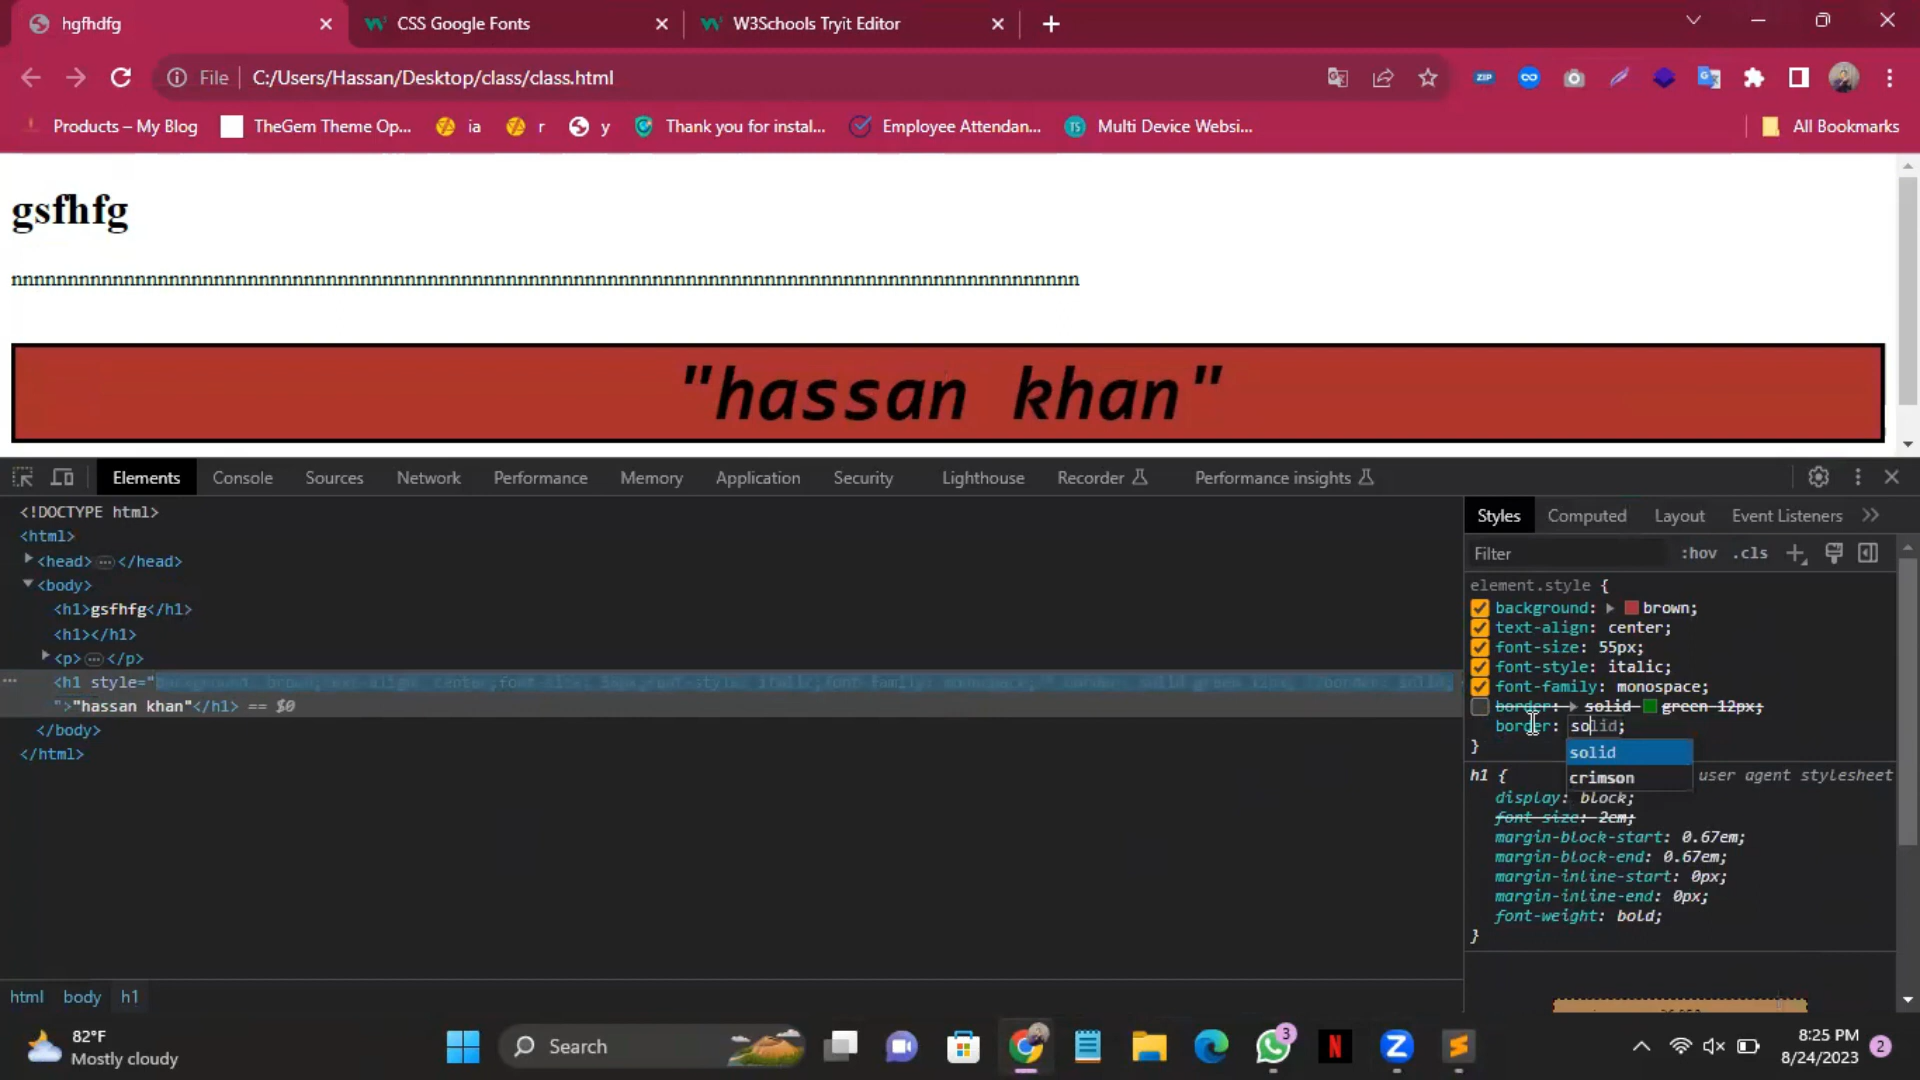 hgfhdfg
CSS Google Fonts
W3Schools Tryit Editor
File
C:/Users/Hassan/Desktop/class/class.html
ZIP
Products – My Blog
TheGem Theme Op...
ia
r
y
Thank you for instal...
Employee Attendan...
TS
Multi Device Websi...
All Bookmarks
gsfhfg
"hassan khan"
Elements Console Sources Network Performance Memory Application Security Lighthouse Recorder Performance insights
<!DOCTYPE html>
<html>
<head> </head>
<body>
<h1>gsfhfg</h1>
<h1></h1>
<p> </p>
<h1 style="
">"hassan khan"</h1> == $0
</body>
</html>
html body h1
Styles Computed Layout Event Listeners
Filter :hov .cls
element.style {
background: brown;
text-align: center;
font-size: 55px;
font-style: italic;
font-family: monospace;
border: solid green 12px;
border: solid;
solid
crimson
}
h1 { user agent stylesheet
display: block;
font-size: 2em;
margin-block-start: 0.67em;
margin-block-end: 0.67em;
margin-inline-start: 0px;
margin-inline-end: 0px;
font-weight: bold;
}
82°F
Mostly cloudy
Search
3
N
Z
8:25 PM
8/24/2023
2